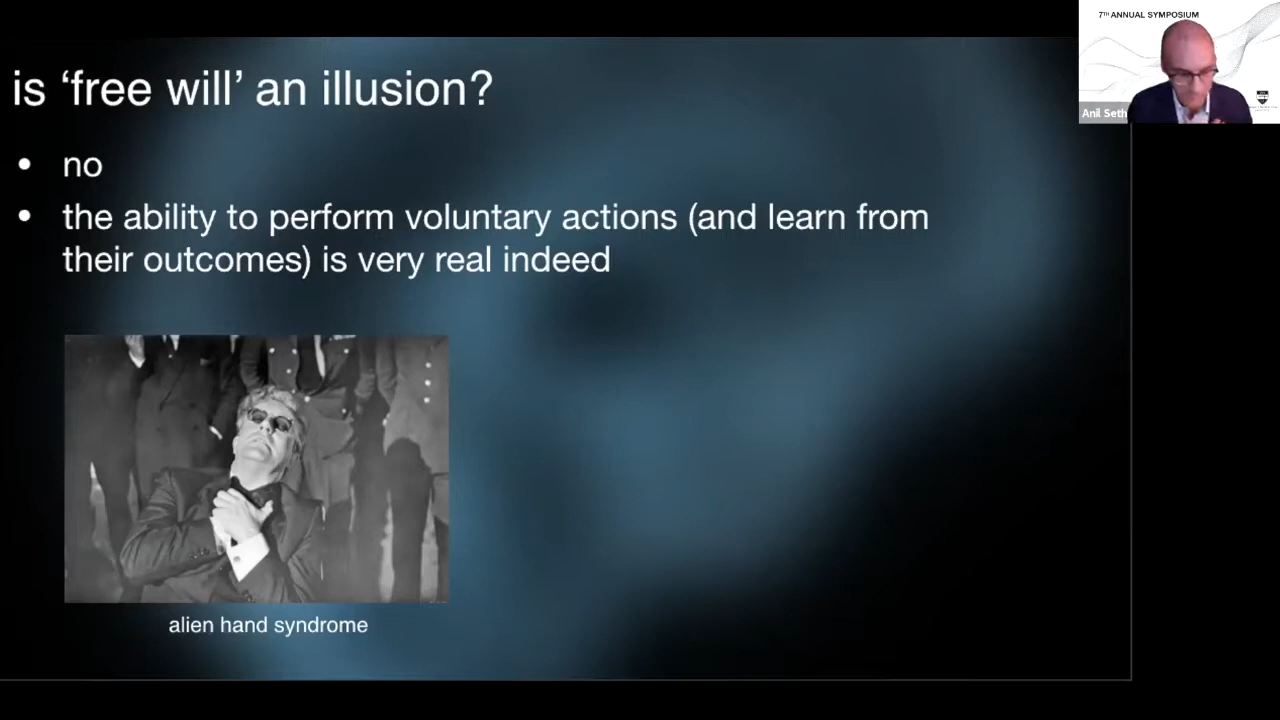 7TH ANNUAL SYMPOSIUM
Anil Seth
is ‘free will’ an illusion?
• no
• the ability to perform voluntary actions (and learn from
their outcomes) is very real indeed
alien hand syndrome